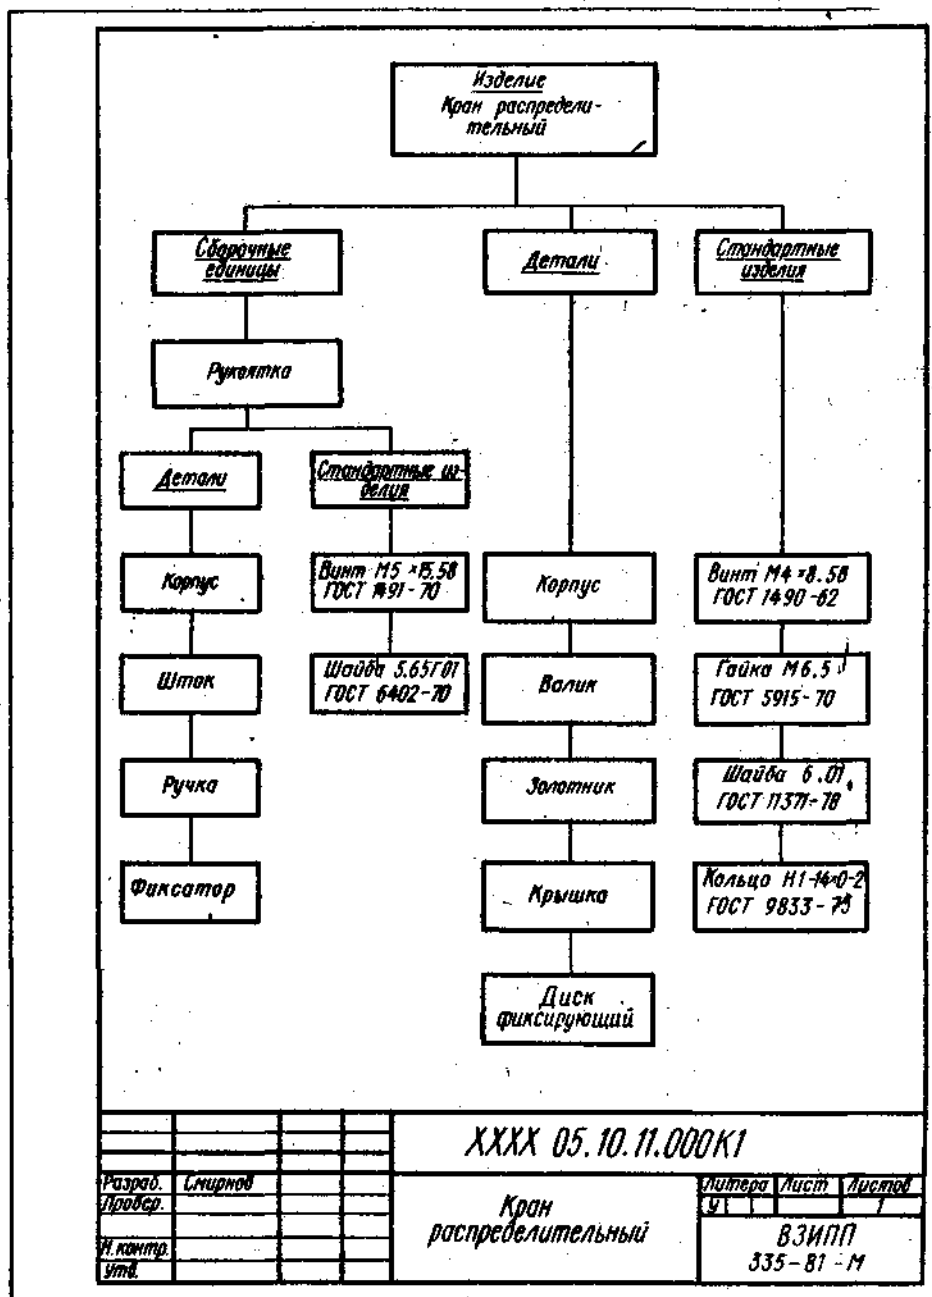 Изделие
Кран распредели-
тельный
Сборочные
единицы
Детали
Стандартные
изделия
Рукоятка
Детали
Стандартные из-
делия
Корпус
Винт М5×15.58
ГОСТ 1491-70
Корпус
Винт М4×8.58
ГОСТ 1490-62
Шток
Шайба 5.65Г01
ГОСТ 6402-70
Валик
Гайка М6.5
ГОСТ 5915-70
Ручка
Золотник
Шайба 6.01
ГОСТ 11371-78
Фиксатор
Крышка
Кольцо Н1-14×0-2
ГОСТ 9833-73
Диск
фиксирующий
XXXX 05.10.11.000К1
Разраб. Смирнов
Провер.
Н.контр.
Утв.
Кран
распределительный
Литера Лист Листов
У 1
ВЗИПП
335-81-М